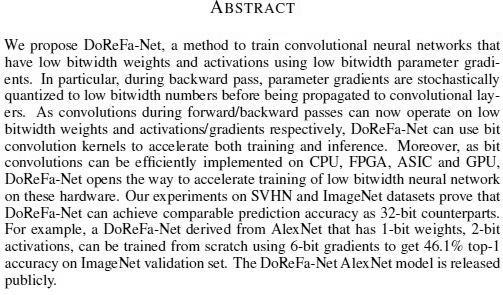 ABSTRACT
We propose DoReFa-Net, a method to train convolutional neural networks that
have low bitwidth weights and activations using low bitwidth parameter gradi-
ents. In particular, during backward pass, parameter gradients are stochastically
quantized to low bitwidth numbers before being propagated to convolutional lay-
ers. As convolutions during forward/backward passes can now operate on low
bitwidth weights and activations/gradients respectively, DoReFa-Net can use bit
convolution kernels to accelerate both training and inference. Moreover, as bit
convolutions can be efficiently implemented on CPU, FPGA, ASIC and GPU,
DoReFa-Net opens the way to accelerate training of low bitwidth neural network
on these hardware. Our experiments on SVHN and ImageNet datasets prove that
DoReFa-Net can achieve comparable prediction accuracy as 32-bit counterparts.
For example, a DoReFa-Net derived from AlexNet that has 1-bit weights, 2-bit
activations, can be trained from scratch using 6-bit gradients to get 46.1% top-1
accuracy on ImageNet validation set. The DoReFa-Net AlexNet model is released
publicly.